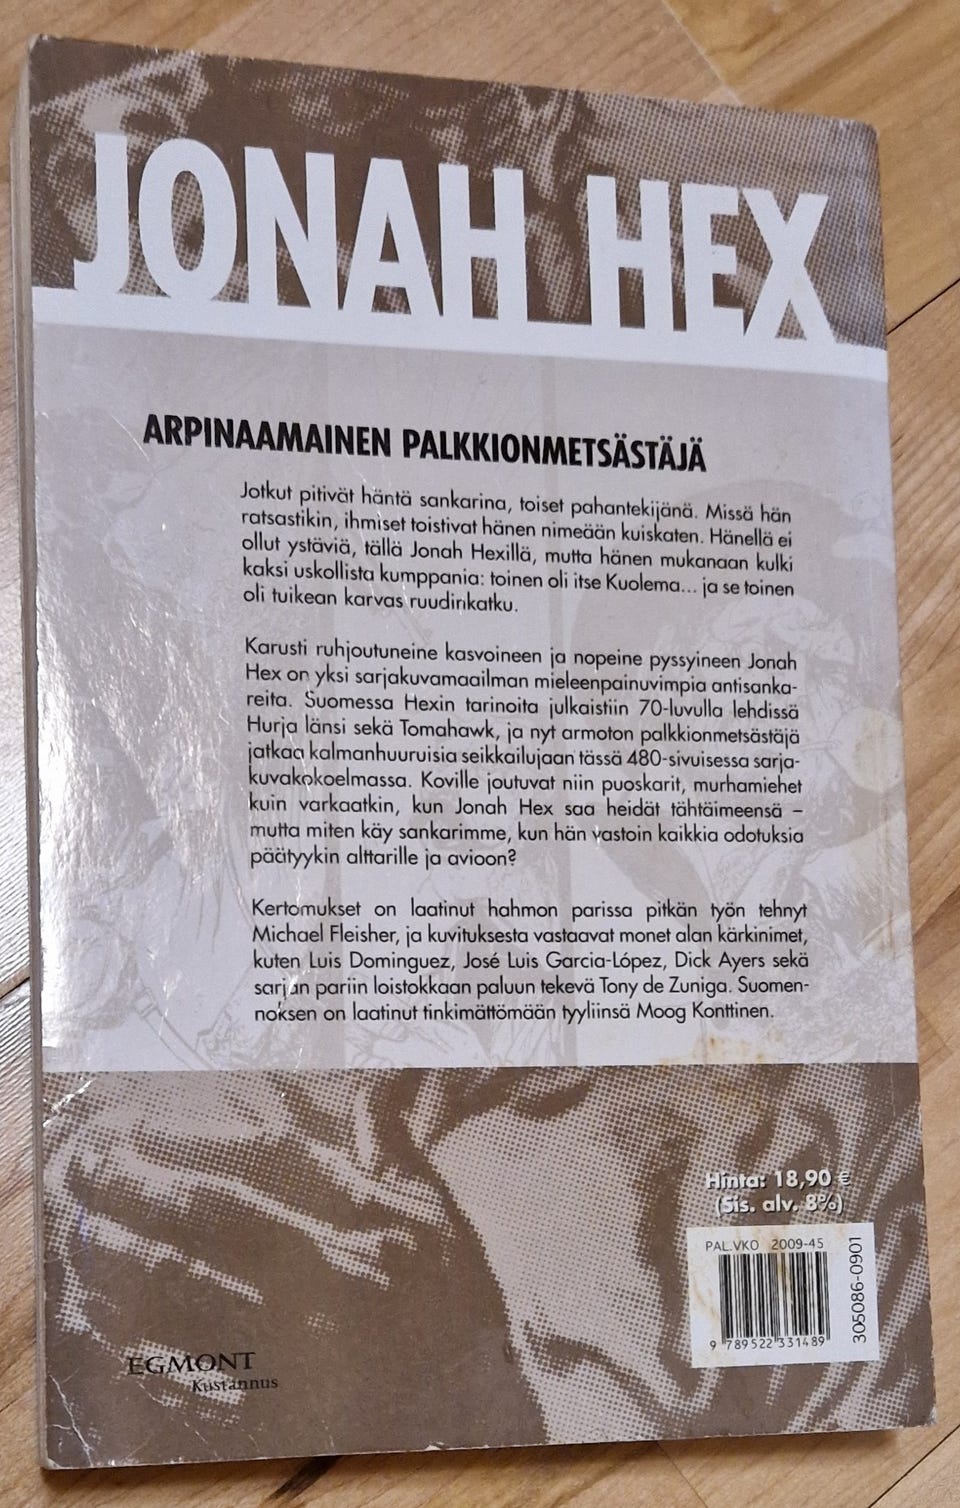 JONAH HEX
ARPINAAMAINEN PALKKIONMETSÄSTÄJÄ
Jotkut pitivät häntä sankarina, toiset pahantekijänä. Missä hän
ratsastikin, ihmiset toistivat hänen nimeään kuiskaten. Hänellä ei
ollut ystäviä, tällä Jonah Hexillä, mutta hänen mukanaan kulki
kaksi uskollista kumppania: toinen oli itse Kuolema... ja se toinen
oli tuikean karvas ruudinkatku.
Karusti ruhjoutuneine kasvoineen ja nopeine pyssyineen Jonah
Hex on yksi sarjakuvamaailman mieleenpainuvimpia antisanka-
reita. Suomessa Hexin tarinoita julkaistiin 70-luvulla lehdissä
Hurja länsi sekä Tomahawk, ja nyt armoton palkkionmetsästäjä
jatkaa kalmanhuuruisia seikkailujaan tässä 480-sivuisessa sarja-
kuvakokoelmassa. Koville joutuvat niin puoskarit, murhamiehet
kuin varkaatkin, kun Jonah Hex saa heidät tähtäimeensä –
mutta miten käy sankarimme, kun hän vastoin kaikkia odotuksia
päätyykin alttarille ja avioon?
Kertomukset on laatinut hahmon parissa pitkän työn tehnyt
Michael Fleisher, ja kuvituksesta vastaavat monet alan kärkinimet,
kuten Luis Dominguez, José Luis Garcia-López, Dick Ayers sekä
sarjan pariin loistokkaan paluun tekevä Tony de Zuniga. Suomen-
noksen on laatinut tinkimättömään tyyliinsä Moog Konttinen.
Hinta: 18,90 €
(Sis. alv. 8%)
PAL.VKO 2009-45
9 789522 331489
305086-0901
EGMONT
Kustannus